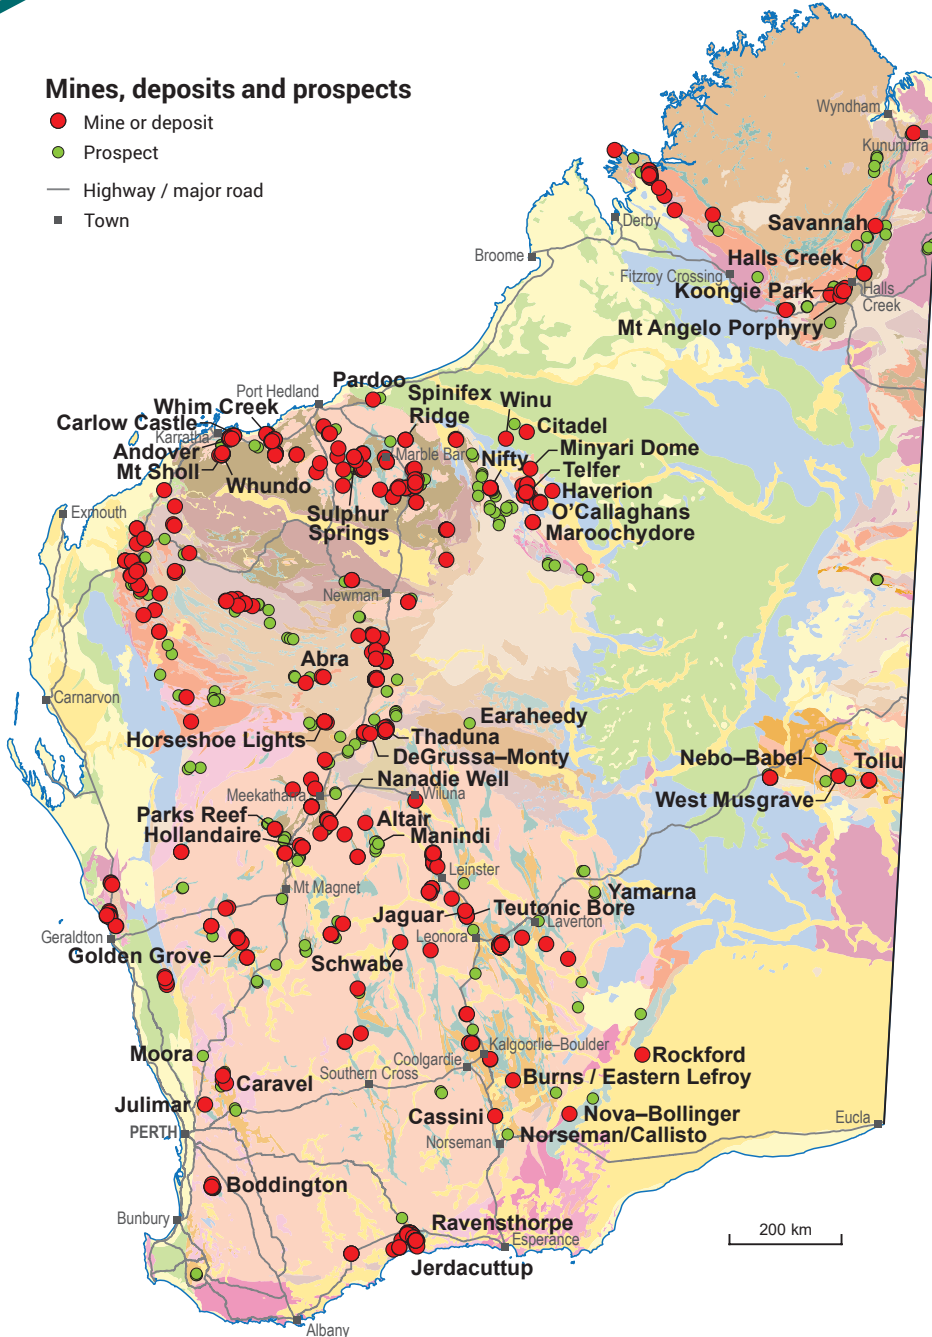 Mines, deposits and prospects
Mine or deposit
Prospect
Highway / major road
Town
Wyndham
Kununurra
Derby
Savannah
Broome
Halls Creek
Fitzroy Crossing
Koongie Park
Halls
Creek
Mt Angelo Porphyry
Pardoo
Port Hedland
Spinifex
Ridge
Winu
Whim Creek
Carlow Castle
Citadel
Karratha
Minyari Dome
Andover
Marble Bar
Nifty
Telfer
Mt Sholl
Whundo
Haverion
Exmouth
Sulphur
Springs
O'Callaghans
Maroochydore
Newman
Abra
Carnarvon
Earaheedy
Horseshoe Lights
Thaduna
DeGrussa–Monty
Nebo–Babel
Tollu
Nanadie Well
Meekatharra
Wiluna
West Musgrave
Parks Reef
Altair
Hollandaire
Manindi
Leinster
Mt Magnet
Yamarna
Jaguar
Teutonic Bore
Laverton
Geraldton
Leonora
Golden Grove
Schwabe
Moora
Kalgoorlie–Boulder
Rockford
Coolgardie
Southern Cross
Burns / Eastern Lefroy
Caravel
Julimar
Cassini
Nova–Bollinger
PERTH
Norseman
Norseman/Callisto
Eucla
Boddington
Bunbury
Ravensthorpe
200 km
Esperance
Jerdacuttup
Albany